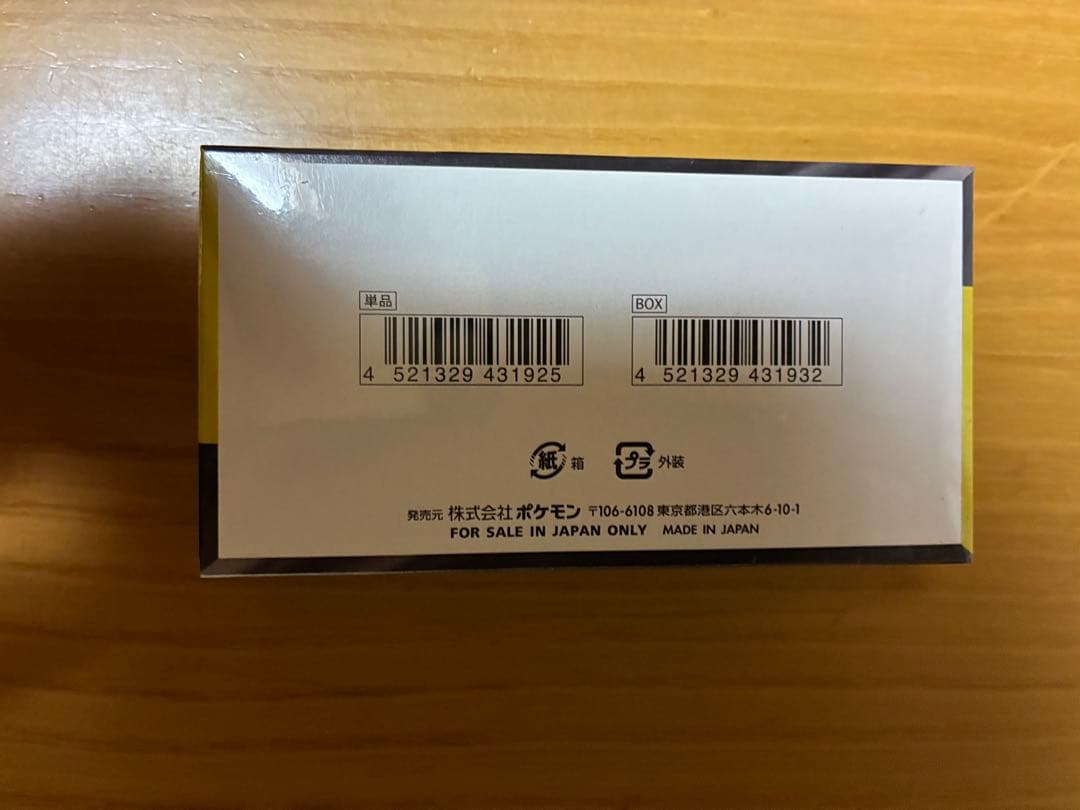 単品
BOX
4 521329 431925
4 521329 431932
紙 箱
プラ 外装
発売元 株式会社 ポケモン 〒106-6108 東京都港区六本木6-10-1
FOR SALE IN JAPAN ONLY MADE IN JAPAN